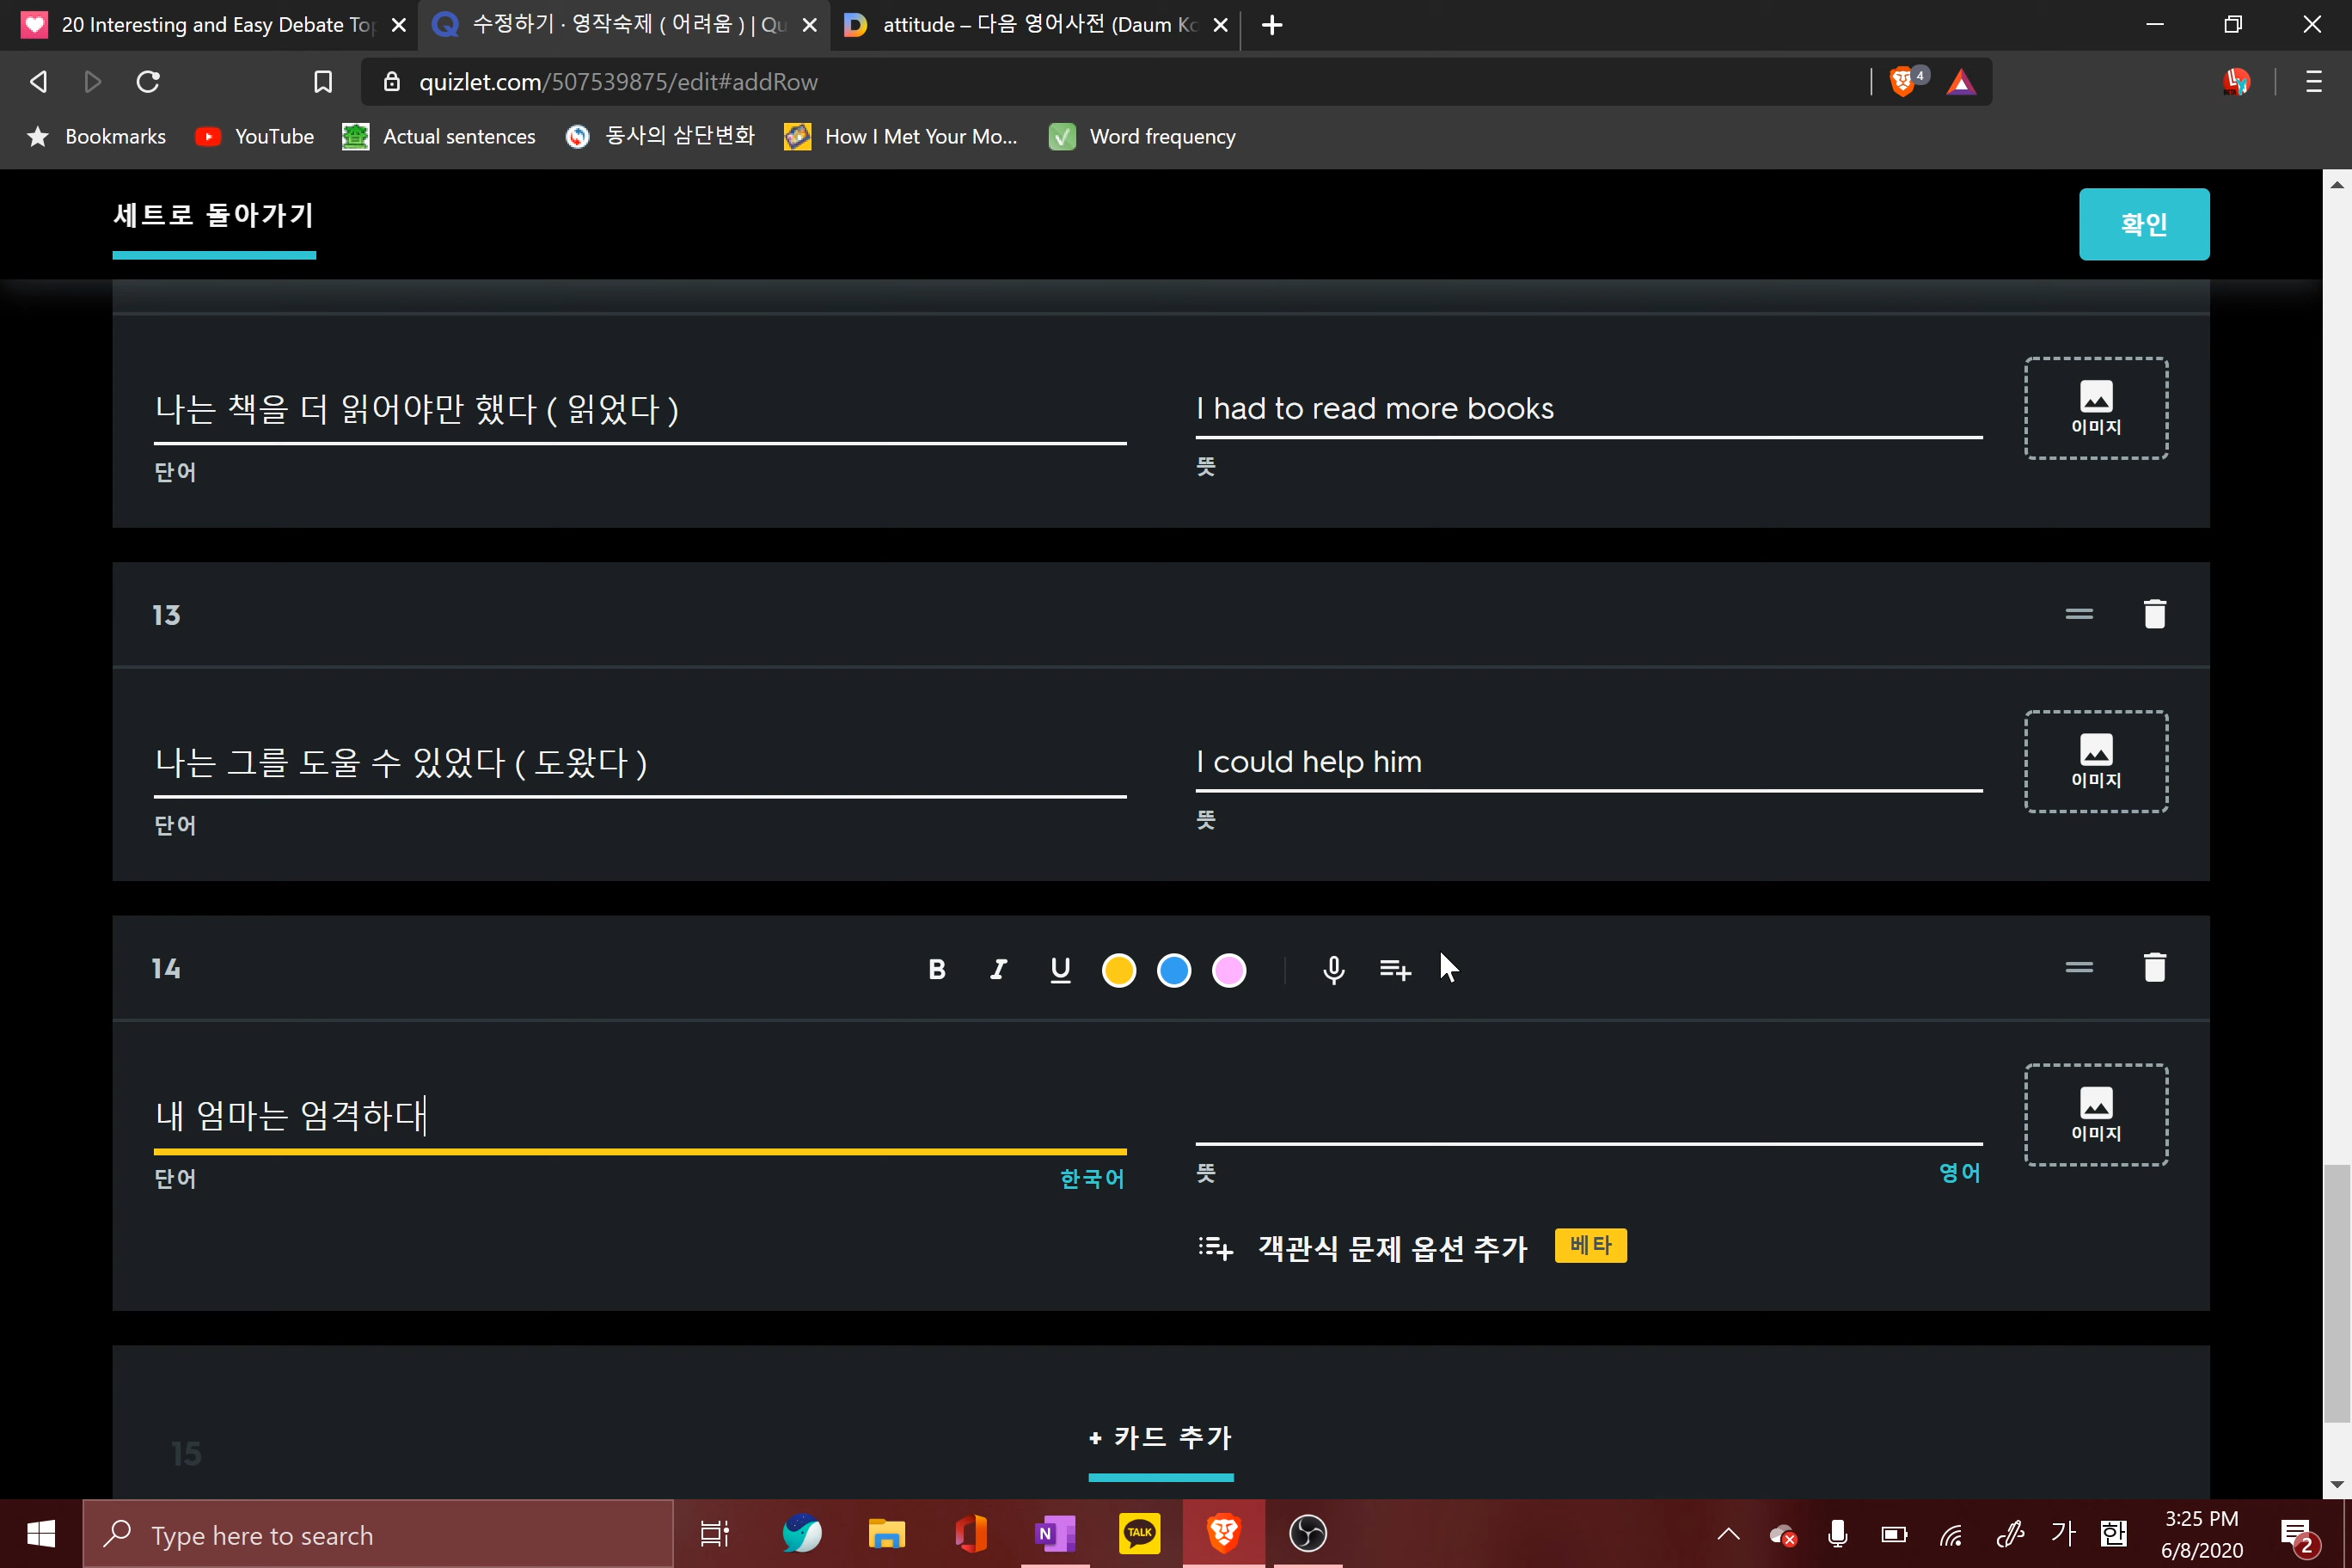 20 Interesting and Easy Debate To
수정하기 · 영작숙제 ( 어려움 ) | Qu
attitude – 다음 영어사전 (Daum Ko
quizlet.com/507539875/edit#addRow
4
Bookmarks
YouTube
Actual sentences
동사의 삼단변화
How I Met Your Mo...
Word frequency
세트로 돌아가기
확인
나는 책을 더 읽어야만 했다 ( 읽었다 )
I had to read more books
이미지
단어
뜻
13
나는 그를 도울 수 있었다 ( 도왔다 )
I could help him
이미지
단어
뜻
14
B I U
내 엄마는 엄격하다
이미지
단어
한국어
뜻
영어
객관식 문제 옵션 추가
베타
15
+ 카드 추가
Type here to search
N
TALK
가
한
3:25 PM
6/8/2020
2